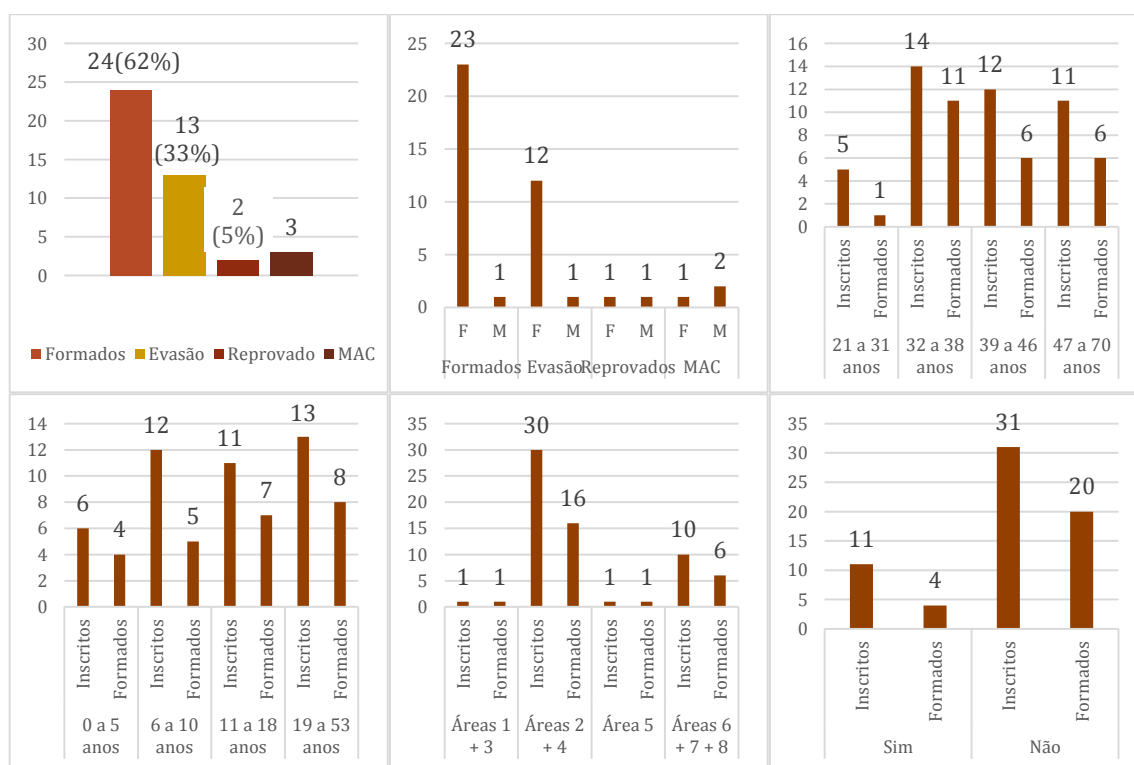 30
25
20
15
10
5
0
24(62%)
13
(33%)
2
(5%)
3
Formados Evasão Reprovado MAC
25
20
15
10
5
0
23
1
12
1
1
1
1
2
F M F M F M F M
Formados Evasão Reprovados MAC
16
14
12
10
8
6
4
2
0
5
1
14
11
12
6
11
6
Inscritos
Formados
Inscritos
Formados
Inscritos
Formados
Inscritos
Formados
21 a 31 32 a 38 39 a 46 47 a 70
anos anos anos anos
14
12
10
8
6
4
2
0
6
4
12
5
11
7
13
8
Inscritos
Formados
Inscritos
Formados
Inscritos
Formados
Inscritos
Formados
0 a 5 6 a 10 11 a 18 19 a 53
anos anos anos anos
35
30
25
20
15
10
5
0
1
1
30
16
1
1
10
6
Inscritos
Formados
Inscritos
Formados
Inscritos
Formados
Inscritos
Formados
Áreas 1 Áreas 2 Área 5 Áreas 6
+ 3 + 4 + 7 + 8
35
30
25
20
15
10
5
0
11
4
31
20
Inscritos
Formados
Inscritos
Formados
Sim Não